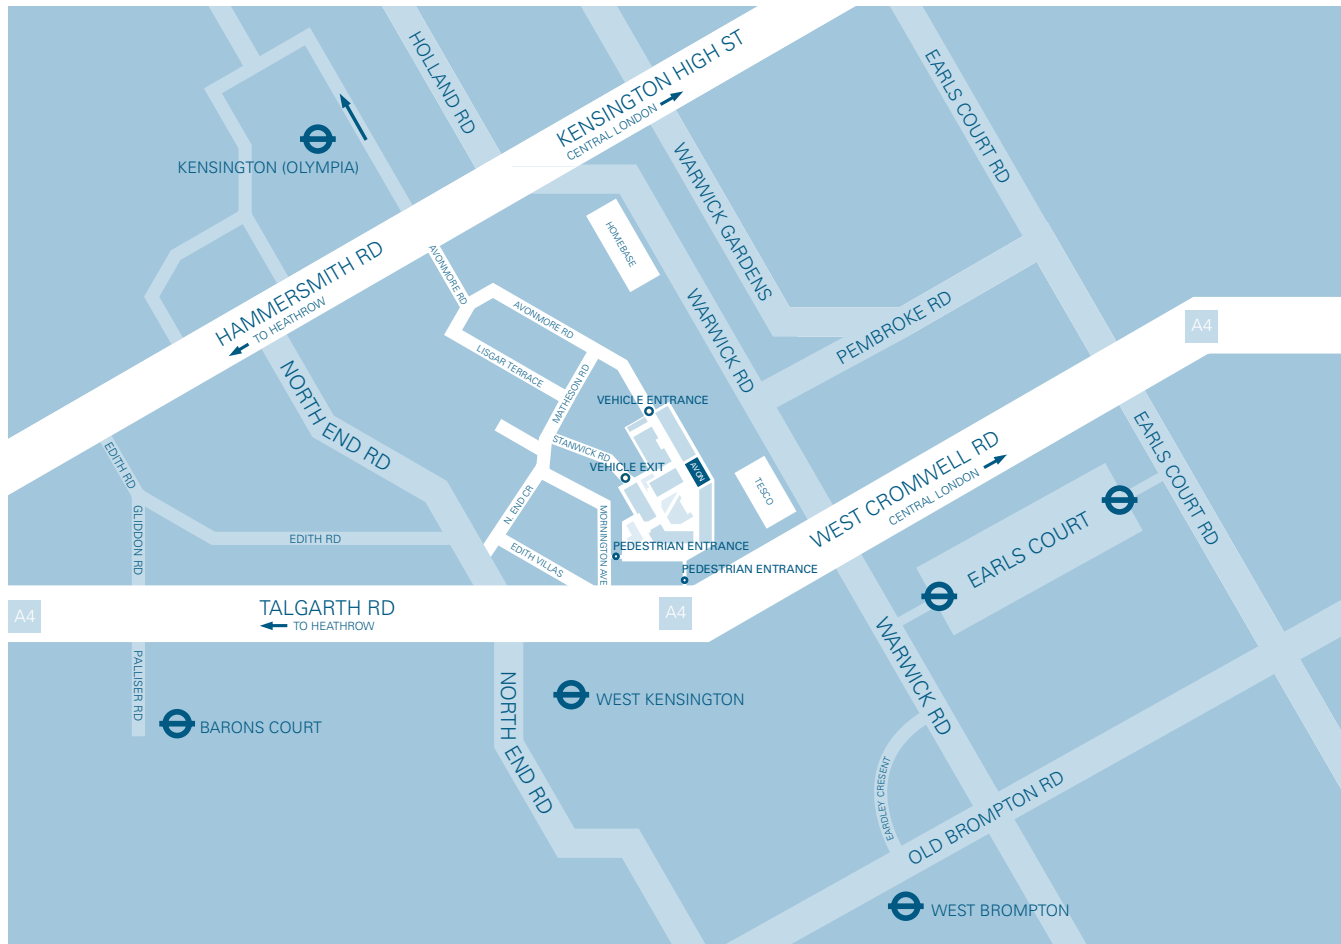 HOLLAND RD
KENSINGTON HIGH ST
CENTRAL LONDON
EARLS COURT RD
KENSINGTON (OLYMPIA)
WARWICK GARDENS
HOMEBASE
HAMMERSMITH RD
TO HEATHROW
AVONMORE RD
AVONMORE RD
WARWICK RD
PEMBROKE RD
A4
LISGAR TERRACE
MATHESON RD
NORTH END RD
VEHICLE ENTRANCE
STANWICK RD
VEHICLE EXIT
AVON
TESCO
WEST CROMWELL RD
CENTRAL LONDON
EARLS COURT RD
EDITH RD
GLIDDON RD
EDITH RD
N. END CR
MORNINGTON AVE
EDITH VILLAS
PEDESTRIAN ENTRANCE
PEDESTRIAN ENTRANCE
EARLS COURT
A4
TALGARTH RD
TO HEATHROW
A4
PALLISER RD
BARONS COURT
NORTH END RD
WEST KENSINGTON
WARWICK RD
EARDLEY CRESENT
OLD BROMPTON RD
WEST BROMPTON